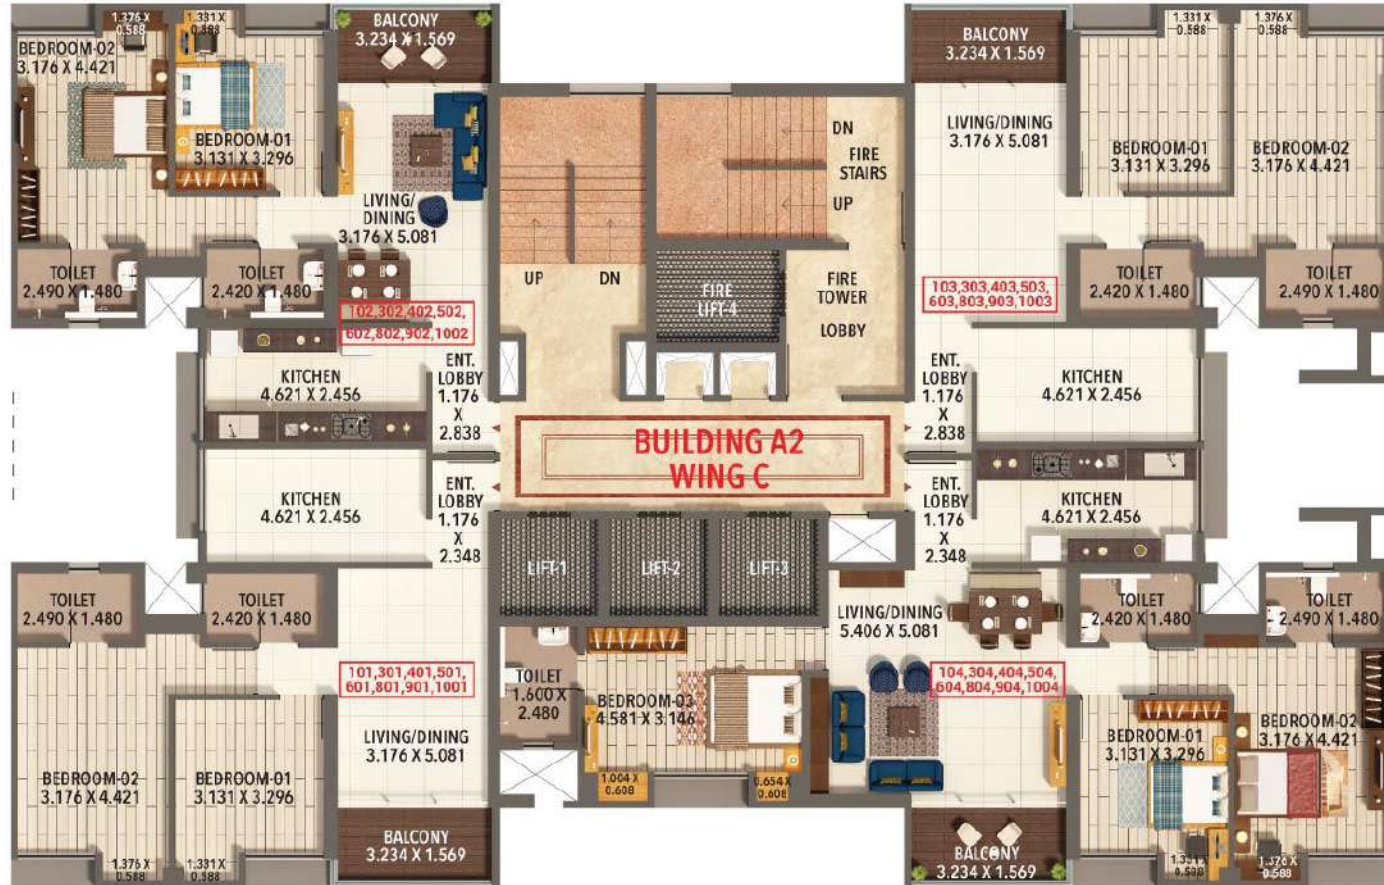 1.376 X
0.588
1.331 X
0.588
BEDROOM-02
3.176 X 4.421
BEDROOM-01
3.131 X 3.296
BALCONY
3.234 X 1.569
LIVING/
DINING
3.176 X 5.081
TOILET
2.490 X 1.480
TOILET
2.420 X 1.480
102,302,402,502,
602,802,902,1002
KITCHEN
4.621 X 2.456
ENT.
LOBBY
1.176
X
2.838
UP
DN
DN
FIRE
STAIRS
UP
FIRE
LIFT-4
FIRE
TOWER
LOBBY
BALCONY
3.234 X 1.569
1.331 X
0.588
1.376 X
0.588
LIVING/DINING
3.176 X 5.081
BEDROOM-01
3.131 X 3.296
BEDROOM-02
3.176 X 4.421
103,303,403,503,
603,803,903,1003
TOILET
2.420 X 1.480
TOILET
2.490 X 1.480
ENT.
LOBBY
1.176
X
2.838
KITCHEN
4.621 X 2.456
BUILDING A2
WING C
KITCHEN
4.621 X 2.456
ENT.
LOBBY
1.176
X
2.348
TOILET
2.490 X 1.480
TOILET
2.420 X 1.480
101,301,401,501,
601,801,901,1001
LIVING/DINING
3.176 X 5.081
BEDROOM-02
3.176 X 4.421
BEDROOM-01
3.131 X 3.296
1.376 X
0.588
1.331 X
0.588
BALCONY
3.234 X 1.569
LIFT-1
LIFT-2
LIFT-3
TOILET
1.600 X
2.480
BEDROOM-03
4.581 X 3.146
1.004 X
0.608
0.654 X
0.608
ENT.
LOBBY
1.176
X
2.348
KITCHEN
4.621 X 2.456
LIVING/DINING
5.406 X 5.081
TOILET
2.420 X 1.480
TOILET
2.490 X 1.480
104,304,404,504,
604,804,904,1004
BEDROOM-01
3.131 X 3.296
BEDROOM-02
3.176 X 4.421
BALCONY
3.234 X 1.569
1.331 X
0.588
1.376 X
0.588